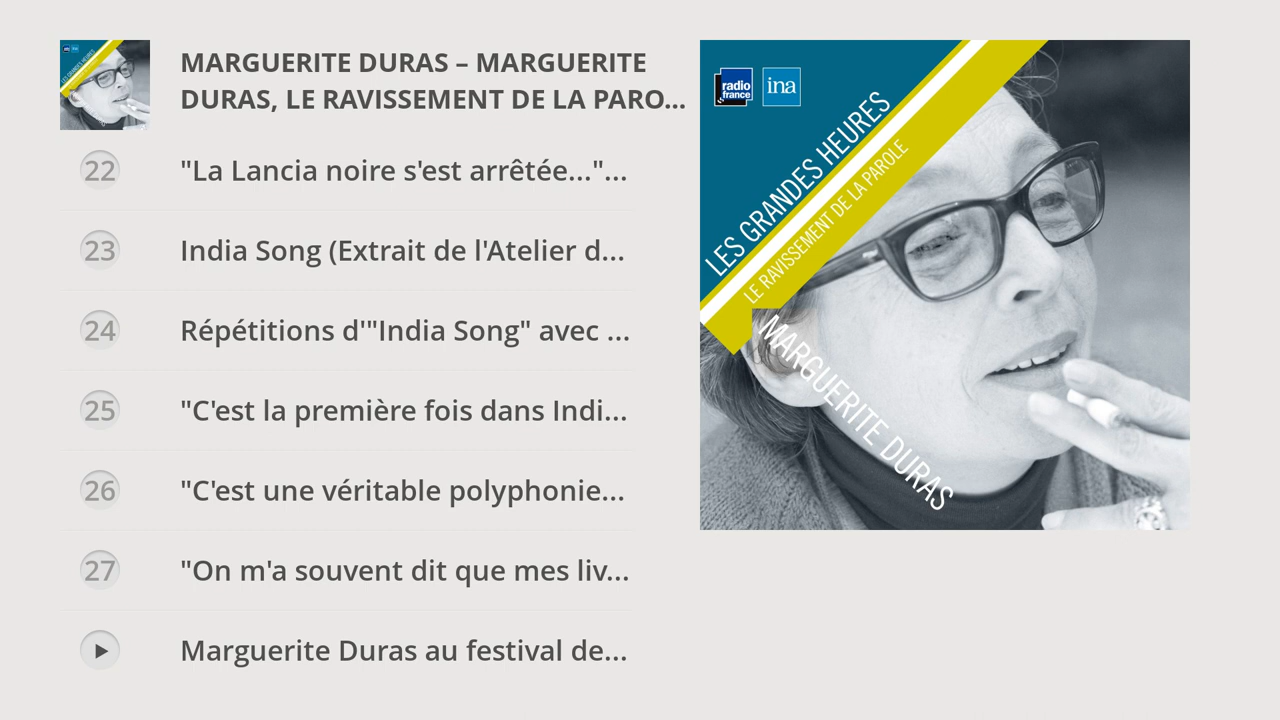 MARGUERITE DURAS – MARGUERITE
DURAS, LE RAVISSEMENT DE LA PARO...
22 "La Lancia noire s'est arrêtée..."...
23 India Song (Extrait de l'Atelier d...
24 Répétitions d'"India Song" avec ...
25 "C'est la première fois dans Indi...
26 "C'est une véritable polyphonie...
27 "On m'a souvent dit que mes liv...
Marguerite Duras au festival de...
radio
france
ina
LES GRANDES HEURES
LE RAVISSEMENT DE LA PAROLE
MARGUERITE DURAS